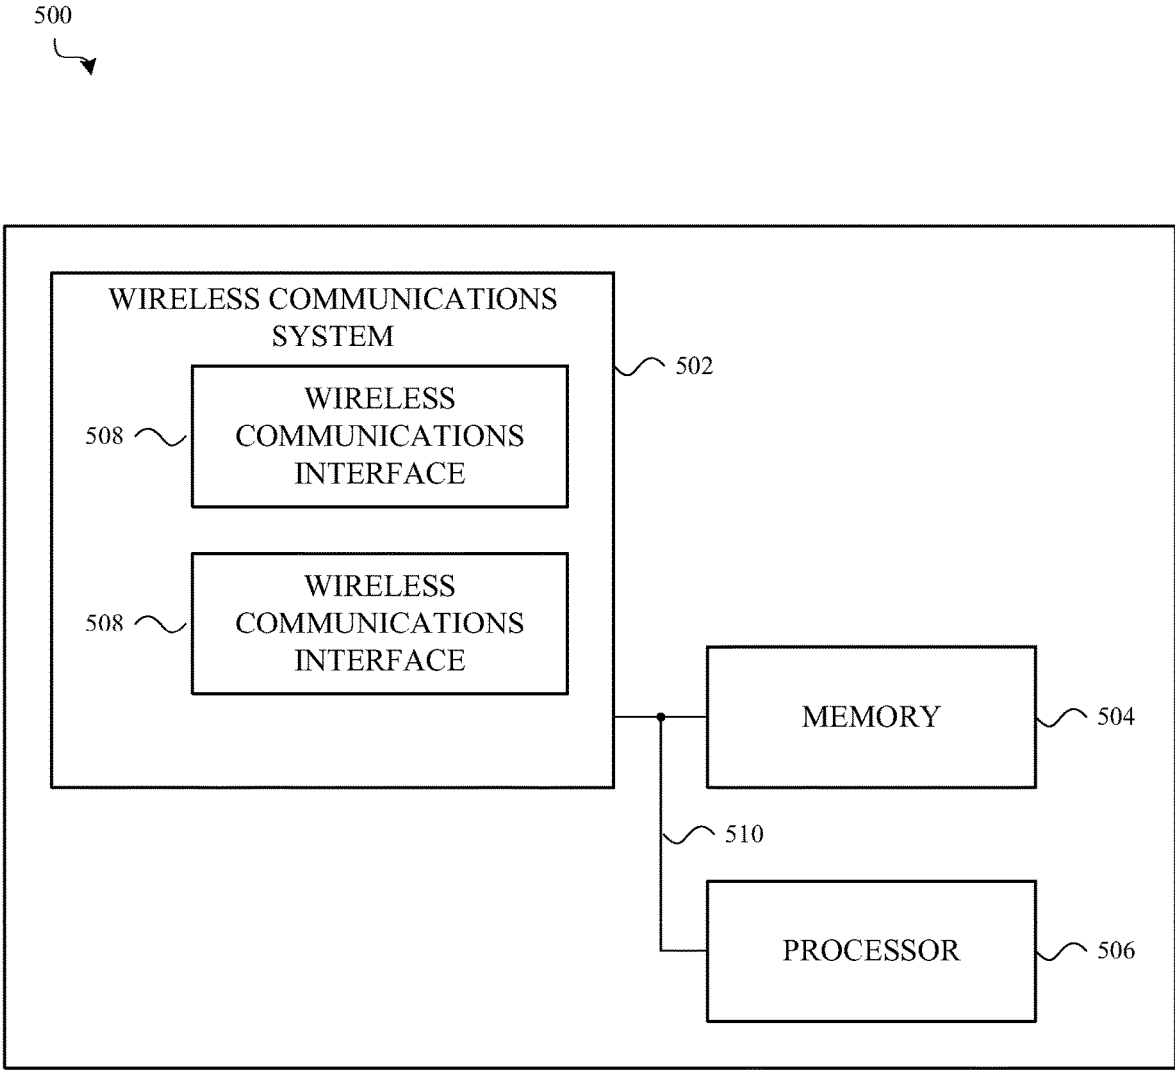 500
WIRELESS COMMUNICATIONS
SYSTEM
502
WIRELESS
COMMUNICATIONS
INTERFACE
508
WIRELESS
COMMUNICATIONS
INTERFACE
508
MEMORY
504
510
PROCESSOR
506